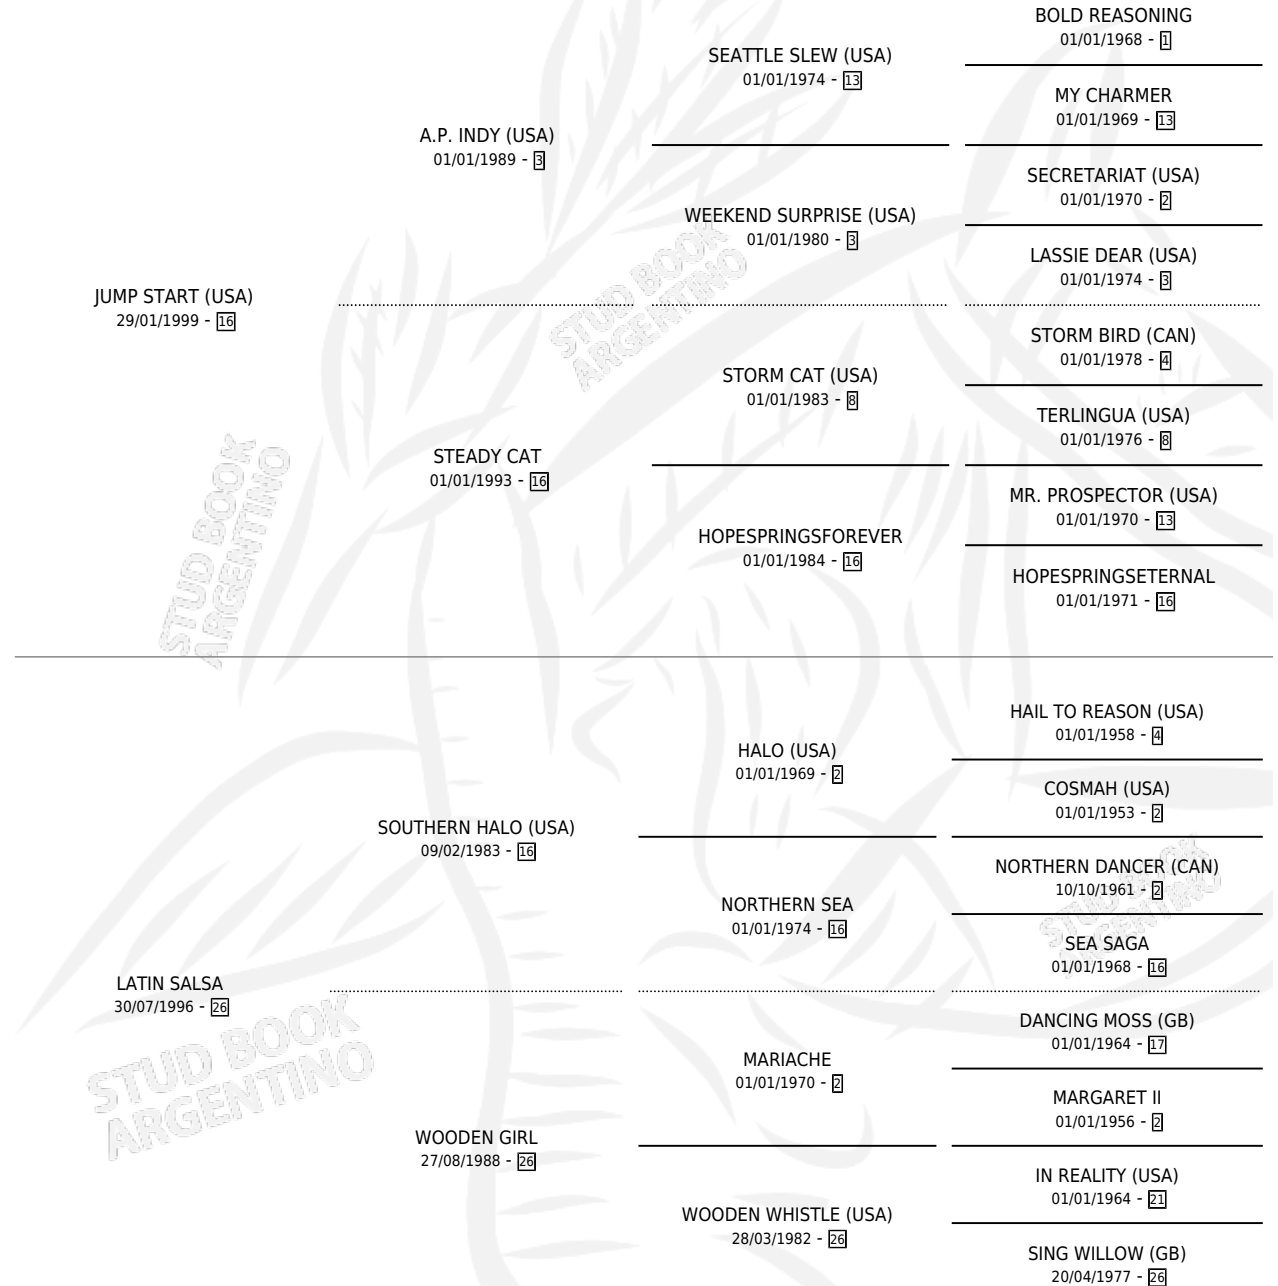 BOLD REASONING
01/01/1968 - 1
SEATTLE SLEW (USA)
01/01/1974 - 13
MY CHARMER
01/01/1969 - 13
A.P. INDY (USA)
01/01/1989 - 3
SECRETARIAT (USA)
01/01/1970 - 2
WEEKEND SURPRISE (USA)
01/01/1980 - 3
LASSIE DEAR (USA)
01/01/1974 - 3
JUMP START (USA)
29/01/1999 - 16
STORM BIRD (CAN)
01/01/1978 - 4
STORM CAT (USA)
01/01/1983 - 8
TERLINGUA (USA)
01/01/1976 - 8
STEADY CAT
01/01/1993 - 16
MR. PROSPECTOR (USA)
01/01/1970 - 13
HOPESPRINGSFOREVER
01/01/1984 - 16
HOPESPRINGSETERNAL
01/01/1971 - 16
HAIL TO REASON (USA)
01/01/1958 - 4
HALO (USA)
01/01/1969 - 2
COSMAH (USA)
01/01/1953 - 2
SOUTHERN HALO (USA)
09/02/1983 - 16
NORTHERN DANCER (CAN)
10/10/1961 - 2
NORTHERN SEA
01/01/1974 - 16
SEA SAGA
01/01/1968 - 16
LATIN SALSA
30/07/1996 - 26
DANCING MOSS (GB)
01/01/1964 - 17
MARIACHE
01/01/1970 - 2
MARGARET II
01/01/1956 - 2
WOODEN GIRL
27/08/1988 - 26
IN REALITY (USA)
01/01/1964 - 21
WOODEN WHISTLE (USA)
28/03/1982 - 26
SING WILLOW (GB)
20/04/1977 - 26
STUD BOOK
ARGENTINO
STUD BOOK
ARGENTINO
STUD BOOK
ARGENTINO
STUD BOOK
ARGENTINO